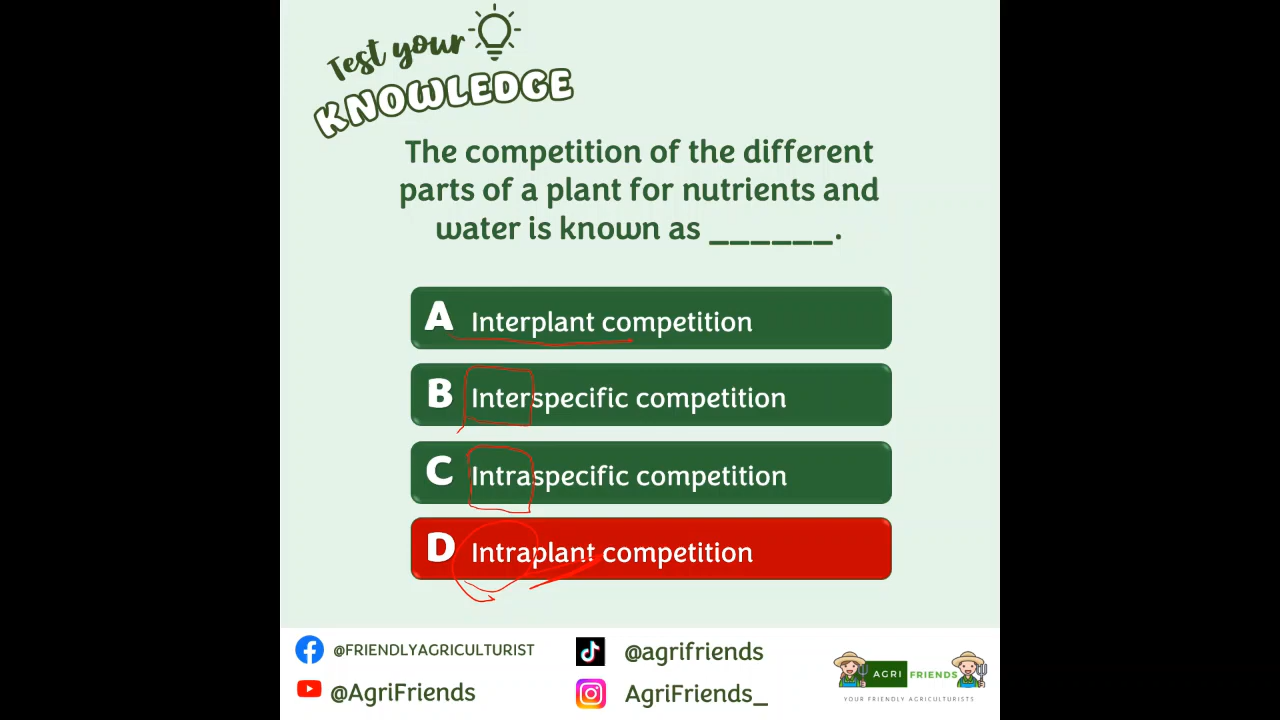 Test your
KNOWLEDGE
The competition of the different
parts of a plant for nutrients and
water is known as ______.
A Interplant competition
B Interspecific competition
C Intraspecific competition
D Intraplant competition
@FRIENDLYAGRICULTURIST
@agrifriends
@AgriFriends
AgriFriends_
AGRI FRIENDS
YOUR FRIENDLY AGRICULTURISTS